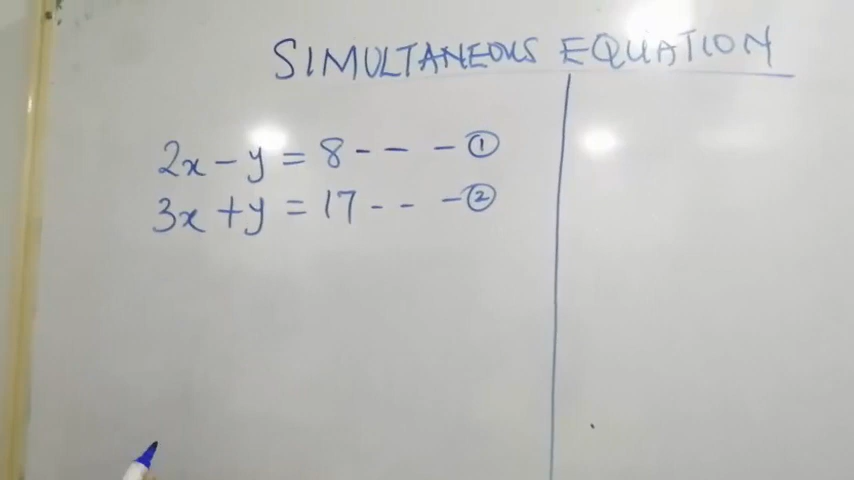 SIMULTANEOUS EQUATION
2x - y = 8 - - - ①
3x + y = 17 - - - ②